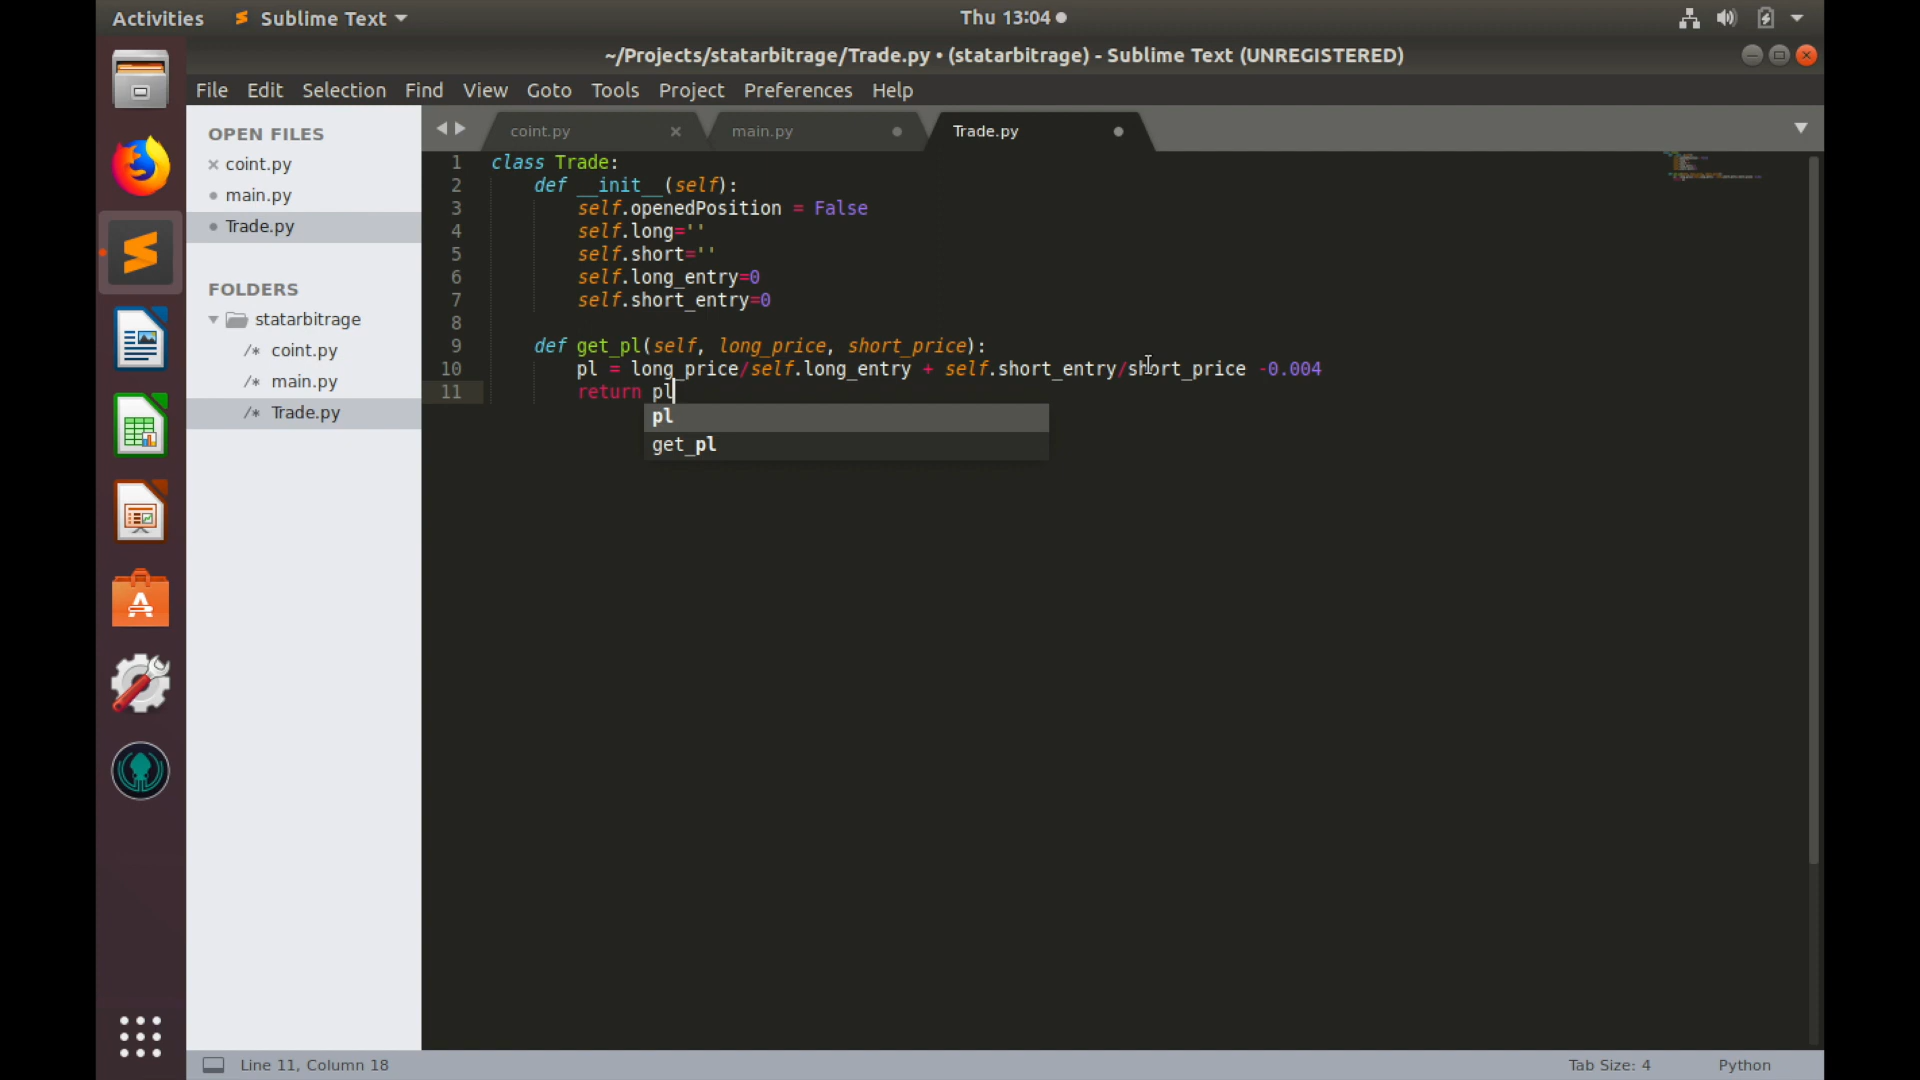 Activities Sublime Text Thu 13:04
~/Projects/statarbitrage/Trade.py • (statarbitrage) - Sublime Text (UNREGISTERED)
File Edit Selection Find View Goto Tools Project Preferences Help
OPEN FILES
coint.py
main.py
Trade.py
FOLDERS
statarbitrage
/* coint.py
/* main.py
/* Trade.py
coint.py main.py Trade.py
1 class Trade:
2 def __init__(self):
3 self.openedPosition = False
4 self.long=''
5 self.short=''
6 self.long_entry=0
7 self.short_entry=0
8
9 def get_pl(self, long_price, short_price):
10 pl = long_price/self.long_entry + self.short_entry/short_price -0.004
11 return pl
pl
get_pl
Line 11, Column 18 Tab Size: 4 Python